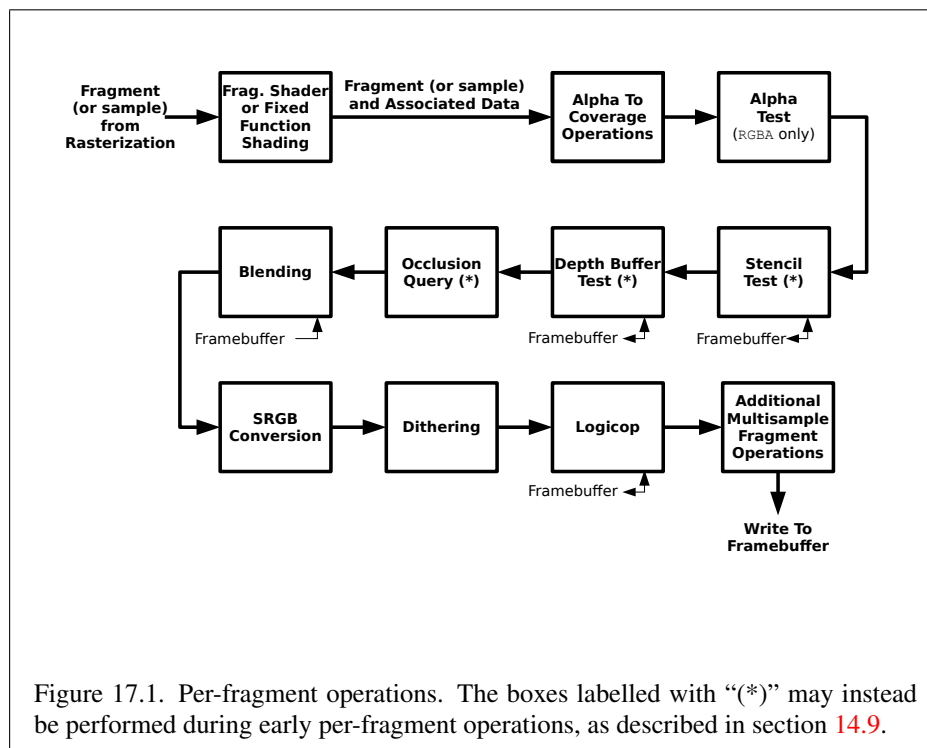 Fragment
(or sample)
from
Rasterization
Frag. Shader
or Fixed
Function
Shading
Fragment (or sample)
and Associated Data
Alpha To
Coverage
Operations
Alpha
Test
(RGBA only)
Blending
Framebuffer
Occlusion
Query (*)
Depth Buffer
Test (*)
Framebuffer
Stencil
Test (*)
Framebuffer
SRGB
Conversion
Dithering
Logicop
Framebuffer
Additional
Multisample
Fragment
Operations
Write To
Framebuffer
Figure 17.1. Per-fragment operations. The boxes labelled with “(*)” may instead
be performed during early per-fragment operations, as described in section 14.9.